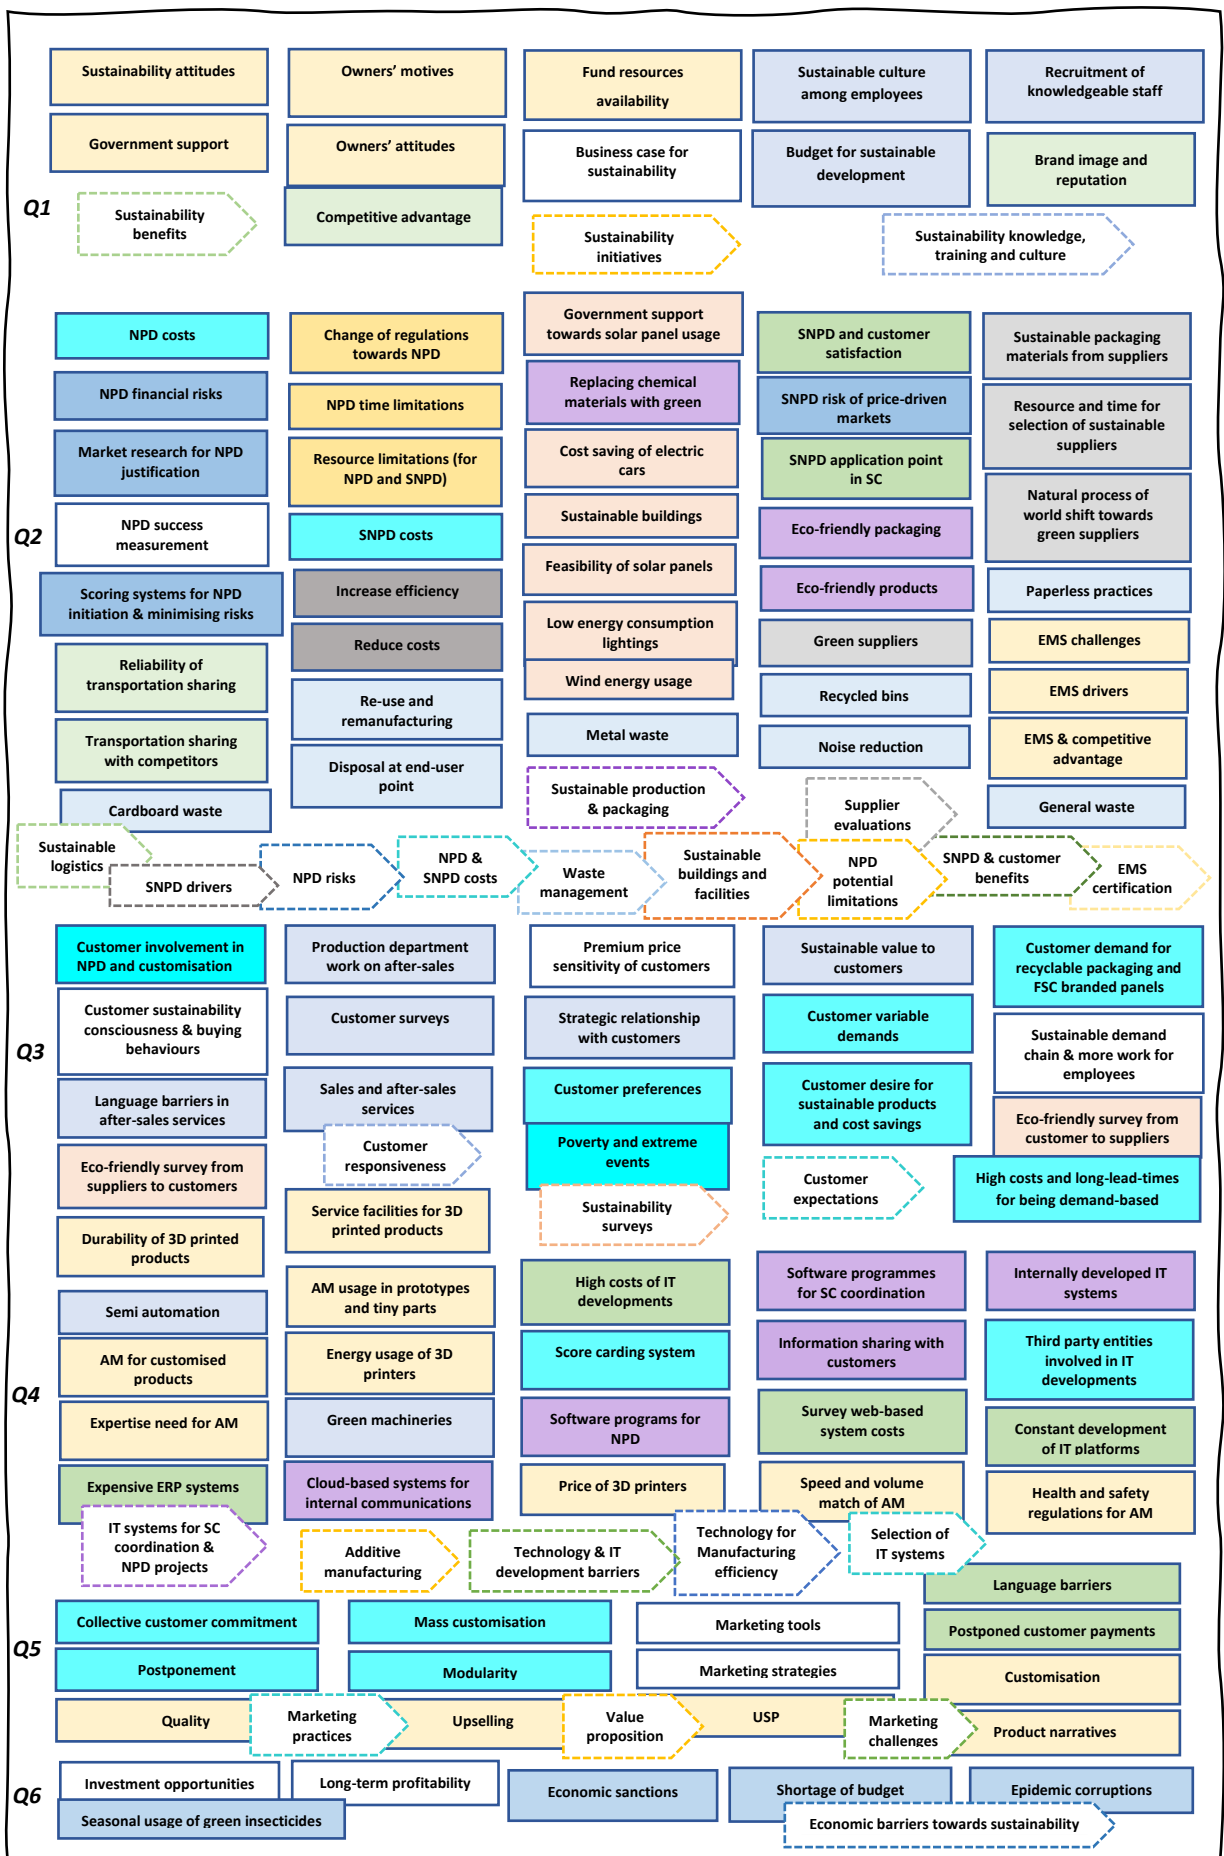 Sustainability attitudes
Owners' motives
Fund resources
availability
Sustainable culture
among employees
Recruitment of
knowledgeable staff
Government support
Owners' attitudes
Business case for
sustainability
Budget for sustainable
development
Brand image and
reputation
Q1
Sustainability
benefits
Competitive advantage
Sustainability
initiatives
Sustainability knowledge,
training and culture
NPD costs
Change of regulations
towards NPD
Government support
towards solar panel usage
SNPD and customer
satisfaction
Sustainable packaging
materials from suppliers
NPD financial risks
NPD time limitations
Replacing chemical
materials with green
SNPD risk of price-driven
markets
Resource and time for
selection of sustainable
suppliers
Market research for NPD
justification
Resource limitations (for
NPD and SNPD)
Cost saving of electric
cars
SNPD application point
in SC
Natural process of
world shift towards
green suppliers
Q2
NPD success
measurement
SNPD costs
Sustainable buildings
Eco-friendly packaging
Scoring systems for NPD
initiation & minimising risks
Increase efficiency
Feasibility of solar panels
Eco-friendly products
Paperless practices
Reduce costs
Low energy consumption
lightings
Green suppliers
EMS challenges
Reliability of
transportation sharing
Re-use and
remanufacturing
Wind energy usage
Recycled bins
EMS drivers
Transportation sharing
with competitors
Disposal at end-user
point
Metal waste
Noise reduction
EMS & competitive
advantage
Cardboard waste
Sustainable production
& packaging
Supplier
evaluations
General waste
Sustainable
logistics
SNPD drivers
NPD risks
NPD &
SNPD costs
Waste
management
Sustainable
buildings and
facilities
NPD
potential
limitations
SNPD & customer
benefits
EMS
certification
Customer involvement in
NPD and customisation
Production department
work on after-sales
Premium price
sensitivity of customers
Sustainable value to
customers
Customer demand for
recyclable packaging and
FSC branded panels
Q3
Customer sustainability
consciousness & buying
behaviours
Customer surveys
Strategic relationship
with customers
Customer variable
demands
Sustainable demand
chain & more work for
employees
Language barriers in
after-sales services
Sales and after-sales
services
Customer preferences
Customer desire for
sustainable products
and cost savings
Eco-friendly survey from
customer to suppliers
Eco-friendly survey from
suppliers to customers
Customer
responsiveness
Poverty and extreme
events
Customer
expectations
High costs and long-lead-times
for being demand-based
Durability of 3D printed
products
Service facilities for 3D
printed products
Sustainability
surveys
Semi automation
AM usage in prototypes
and tiny parts
High costs of IT
developments
Software programmes
for SC coordination
Internally developed IT
systems
Q4
AM for customised
products
Energy usage of 3D
printers
Score carding system
Information sharing with
customers
Third party entities
involved in IT
developments
Expertise need for AM
Green machineries
Software programs for
NPD
Survey web-based
system costs
Constant development
of IT platforms
Expensive ERP systems
Cloud-based systems for
internal communications
Price of 3D printers
Speed and volume
match of AM
Health and safety
regulations for AM
IT systems for SC
coordination &
NPD projects
Additive
manufacturing
Technology & IT
development barriers
Technology for
Manufacturing
efficiency
Selection of
IT systems
Language barriers
Q5
Collective customer commitment
Mass customisation
Marketing tools
Postponed customer payments
Postponement
Modularity
Marketing strategies
Customisation
Quality
Marketing
practices
Upselling
Value
proposition
USP
Marketing
challenges
Product narratives
Q6
Investment opportunities
Long-term profitability
Economic sanctions
Shortage of budget
Epidemic corruptions
Seasonal usage of green insecticides
Economic barriers towards sustainability